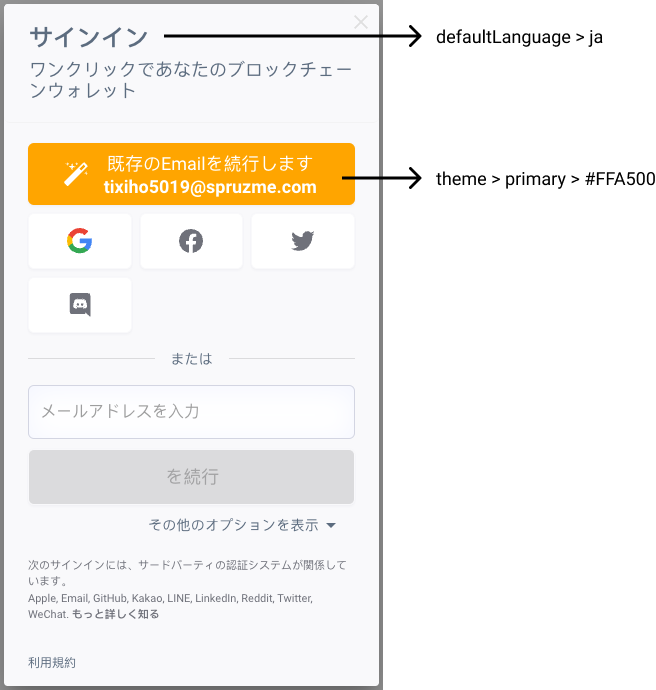 サインイン
defaultLanguage > ja
ワンクリックであなたのブロックチェー
ンウォレット
既存のEmailを続行します
tixiho5019@spruzme.com
theme > primary > #FFA500
または
メールアドレスを入力
を続行
その他のオプションを表示
次のサインインには、サードパーティの認証システムが関係して
います。
Apple, Email, GitHub, Kakao, LINE, LinkedIn, Reddit, Twitter,
WeChat. もっと詳しく知る
利用規約